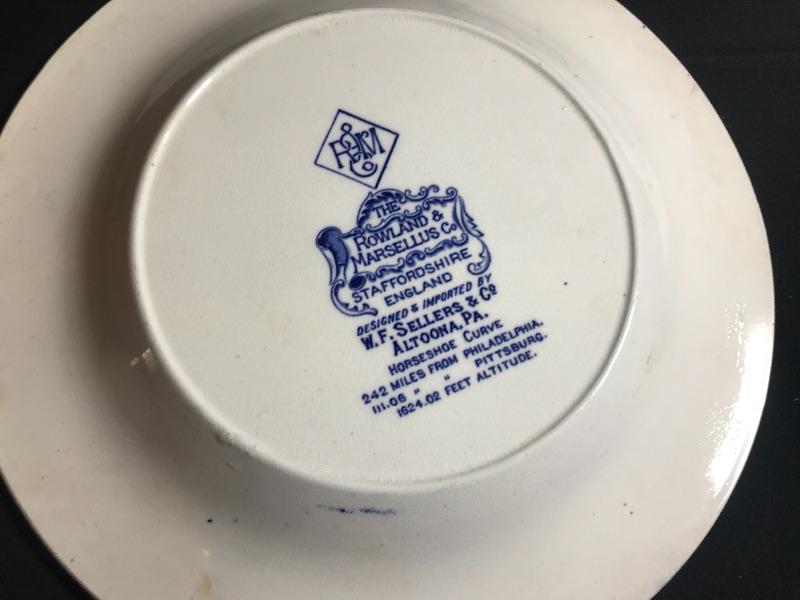 R&M Co
THE
ROWLAND &
MARSELLUS Co
STAFFORDSHIRE
ENGLAND
DESIGNED & IMPORTED BY
W.F. SELLERS & Co
ALTOONA, PA.
HORSESHOE CURVE
242 MILES FROM PHILADELPHIA.
111.06 " " PITTSBURG.
1624.02 FEET ALTITUDE.